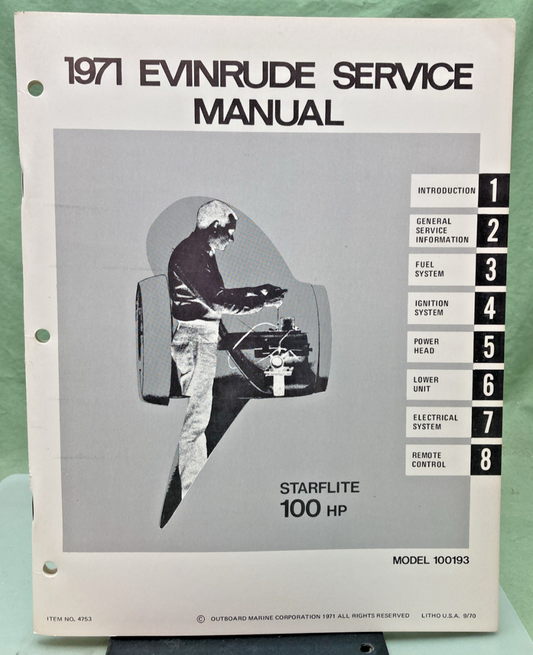 1971 EVINRUDE SERVICE
MANUAL
INTRODUCTION 1
GENERAL
SERVICE
INFORMATION 2
FUEL
SYSTEM 3
IGNITION
SYSTEM 4
POWER
HEAD 5
LOWER
UNIT 6
ELECTRICAL
SYSTEM 7
REMOTE
CONTROL 8
STARFLITE
100 HP
MODEL 100193
ITEM NO. 4753
© OUTBOARD MARINE CORPORATION 1971 ALL RIGHTS RESERVED
LITHO U.S.A. 9/70